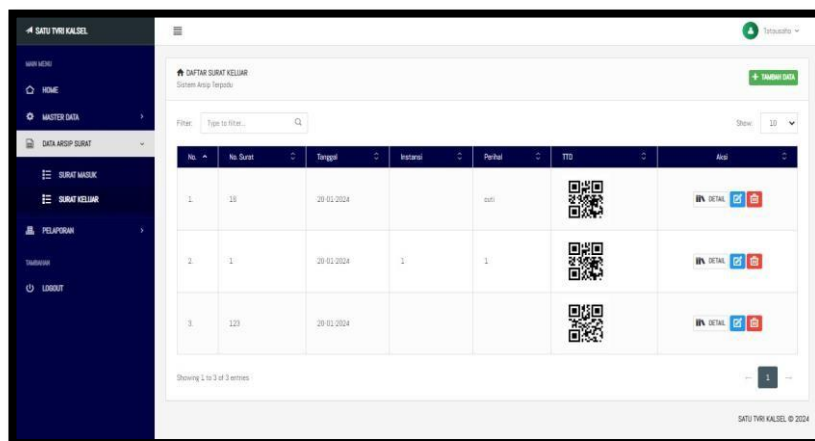 SATU TVRI KALSEL
MAIN MENU
HOME
MASTER DATA
DATA ARSIP SURAT
SURAT MASUK
SURAT KELUAR
PELAPORAN
TAMBAHAN
LOGOUT
DAFTAR SURAT KELUAR
Sistem Arsip Terpadu
+ TAMBAH DATA
Filter: Type to filter...
Show: 10
No. No. Surat Tanggal Instansi Perihal TTD Aksi
1. 16 20-01-2024 cuti DETAIL
2. 1 20-01-2024 1 1 DETAIL
3. 123 20-01-2024 DETAIL
Showing 1 to 3 of 3 entries
← 1 →
SATU TVRI KALSEL © 2024